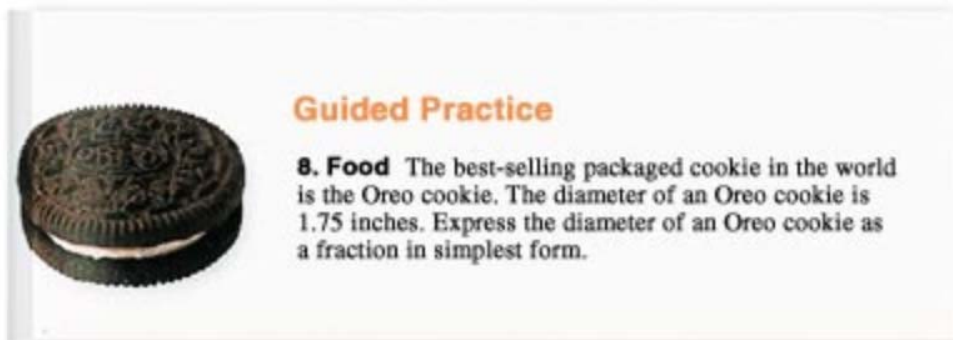 Guided Practice
8. Food The best-selling packaged cookie in the world
is the Oreo cookie. The diameter of an Oreo cookie is
1.75 inches. Express the diameter of an Oreo cookie as
a fraction in simplest form.
OREO